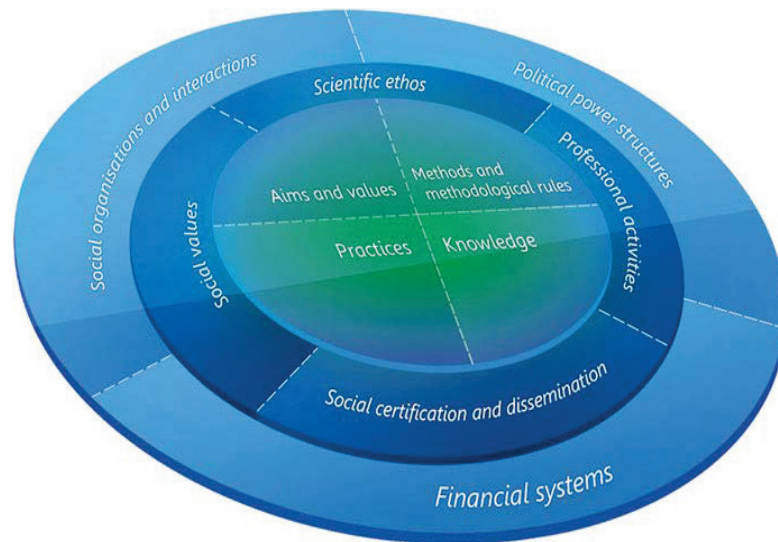 Social organisations and interactions
Scientific ethos
Political power structures
Aims and values
Methods and
methodological rules
Professional activities
Social values
Practices
Knowledge
Social certification and dissemination
Financial systems